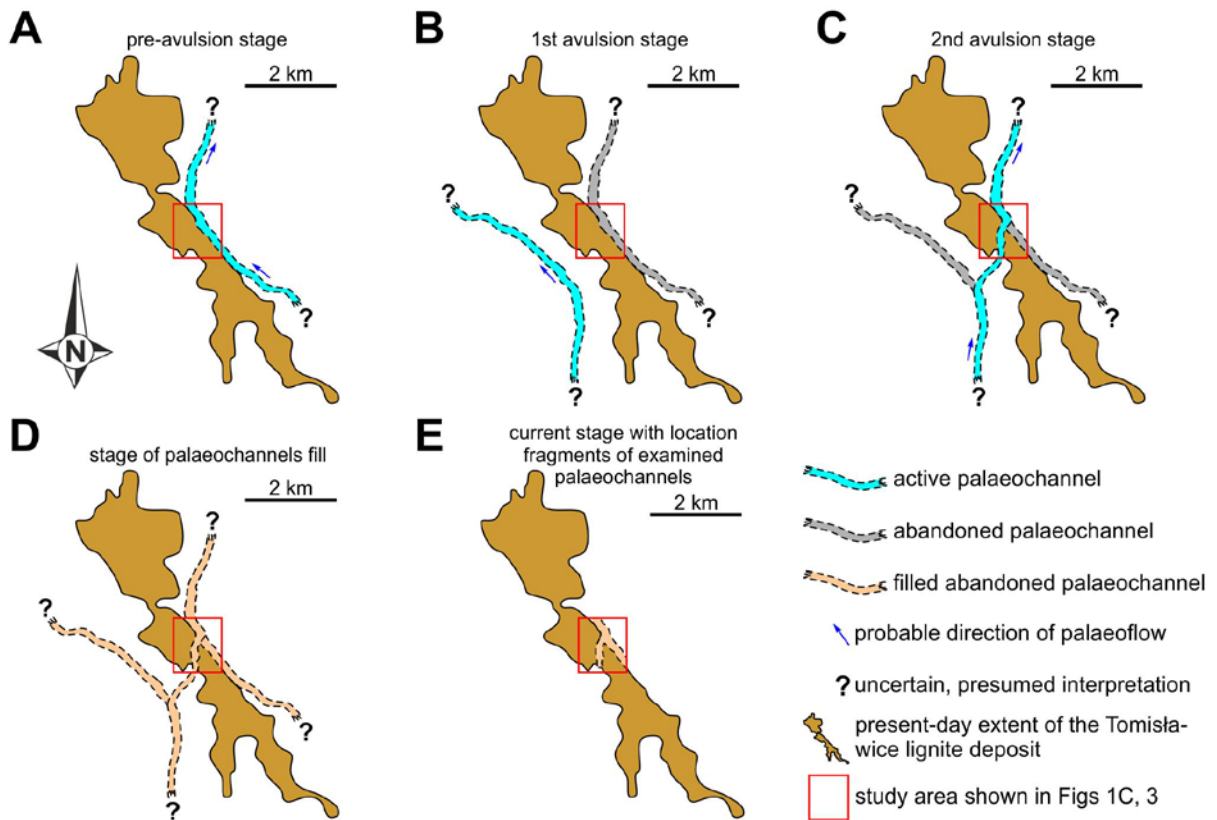 A
pre-avulsion stage
2 km
?
?
N
B
1st avulsion stage
2 km
?
?
?
?
C
2nd avulsion stage
2 km
?
?
?
?
D
stage of palaeochannels fill
2 km
?
?
?
?
E
current stage with location
fragments of examined
palaeochannels
2 km
active palaeochannel
abandoned palaeochannel
filled abandoned palaeochannel
probable direction of palaeoflow
? uncertain, presumed interpretation
present-day extent of the Tomisła-
wice lignite deposit
study area shown in Figs 1C, 3